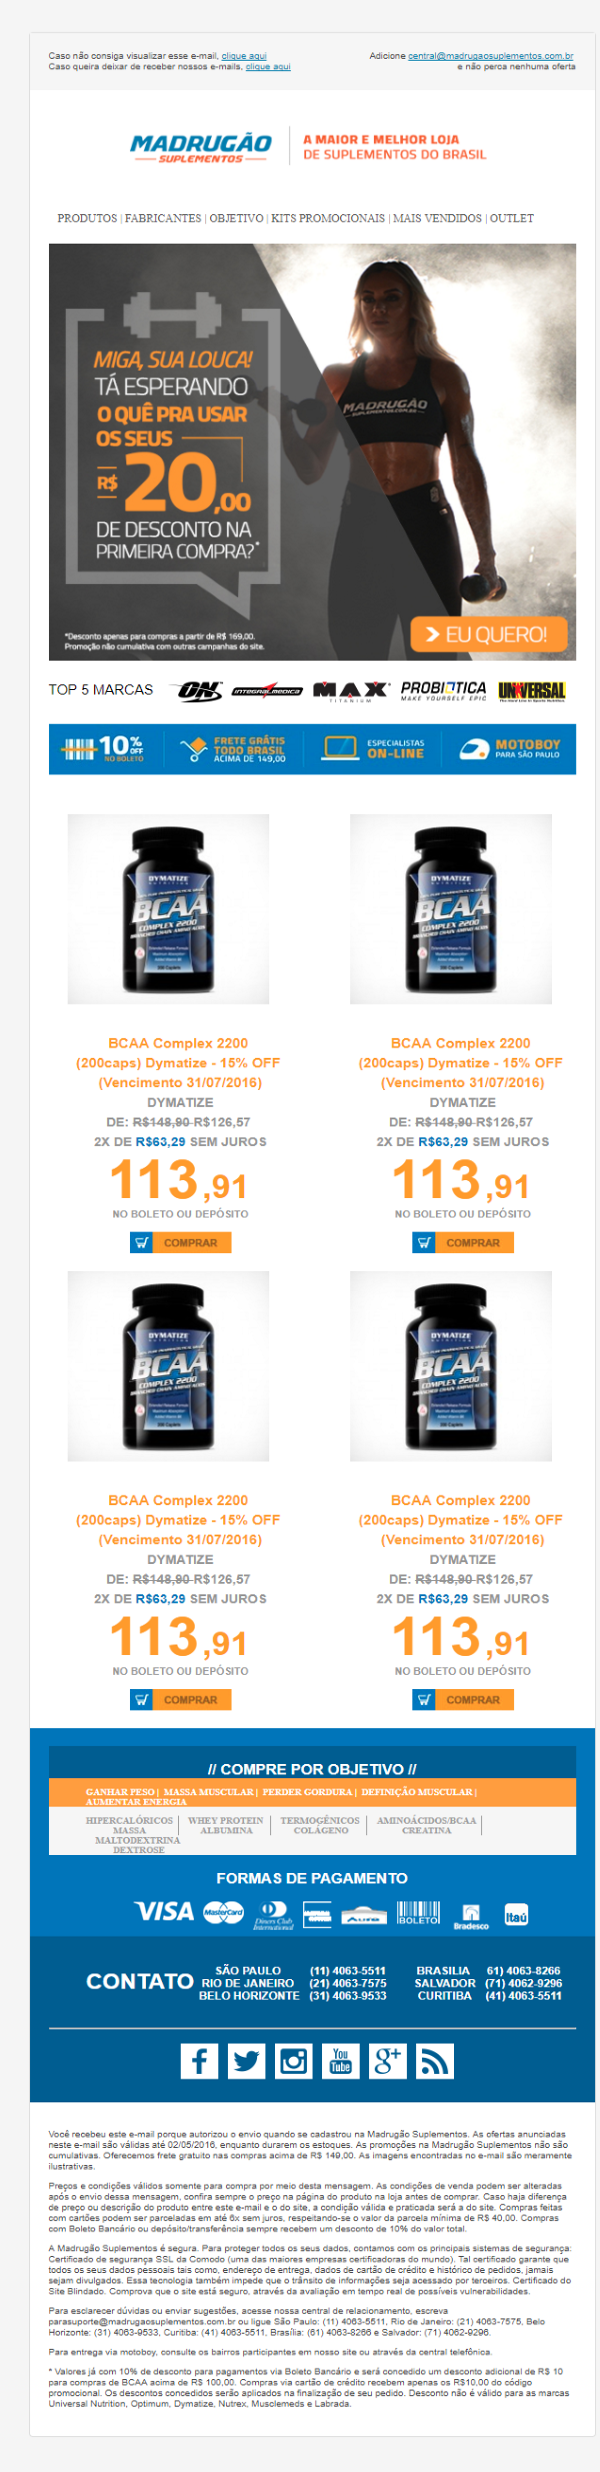 Caso não consiga visualizar esse e-mail, clique aqui
Caso queira deixar de receber nossos e-mails, clique aqui
Adicione central@madrugaosuplementos.com.br
e não perca nenhuma oferta
MADRUGÃO
SUPLEMENTOS
A MAIOR E MELHOR LOJA
DE SUPLEMENTOS DO BRASIL
PRODUTOS | FABRICANTES | OBJETIVO | KITS PROMOCIONAIS | MAIS VENDIDOS | OUTLET
MIGA, SUA LOUCA!
TÁ ESPERANDO
O QUÊ PRA USAR
OS SEUS
R$ 20,00
DE DESCONTO NA
PRIMEIRA COMPRA?*
MADRUGÃO
*Desconto apenas para compras a partir de R$ 169,00.
Promoção não cumulativa com outras campanhas do site.
> EU QUERO!
TOP 5 MARCAS
ON
INTEGRALMEDICA
MAX
TITANIUM
PROBIOTICA
MAKE YOURSELF EPIC
UNIVERSAL
10% OFF
NO BOLETO
FRETE GRÁTIS
TODO BRASIL
ACIMA DE 149,00
ESPECIALISTAS
ON-LINE
MOTOBOY
PARA SÃO PAULO
DYMATIZE
NUTRITION
BCAA
COMPLEX 2200
DYMATIZE
NUTRITION
BCAA
COMPLEX 2200
BCAA Complex 2200
(200caps) Dymatize - 15% OFF
(Vencimento 31/07/2016)
DYMATIZE
DE: R$148,90 R$126,57
2X DE R$63,29 SEM JUROS
113,91
NO BOLETO OU DEPÓSITO
COMPRAR
BCAA Complex 2200
(200caps) Dymatize - 15% OFF
(Vencimento 31/07/2016)
DYMATIZE
DE: R$148,90 R$126,57
2X DE R$63,29 SEM JUROS
113,91
NO BOLETO OU DEPÓSITO
COMPRAR
DYMATIZE
NUTRITION
BCAA
COMPLEX 2200
DYMATIZE
NUTRITION
BCAA
COMPLEX 2200
BCAA Complex 2200
(200caps) Dymatize - 15% OFF
(Vencimento 31/07/2016)
DYMATIZE
DE: R$148,90 R$126,57
2X DE R$63,29 SEM JUROS
113,91
NO BOLETO OU DEPÓSITO
COMPRAR
BCAA Complex 2200
(200caps) Dymatize - 15% OFF
(Vencimento 31/07/2016)
DYMATIZE
DE: R$148,90 R$126,57
2X DE R$63,29 SEM JUROS
113,91
NO BOLETO OU DEPÓSITO
COMPRAR
// COMPRE POR OBJETIVO //
GANHAR PESO | MASSA MUSCULAR | PERDER GORDURA | DEFINIÇÃO MUSCULAR |
AUMENTAR ENERGIA
HIPERCALÓRICOS
MASSA
MALTODEXTRINA
DEXTROSE
WHEY PROTEIN
ALBUMINA
TERMOGÊNICOS
COLÁGENO
AMINOÁCIDOS/BCAA
CREATINA
FORMAS DE PAGAMENTO
VISA
MasterCard
Diners Club
International
Aura
BOLETO
Bradesco
Itaú
CONTATO
SÃO PAULO (11) 4063-5511
RIO DE JANEIRO (21) 4063-7575
BELO HORIZONTE (31) 4063-9533
BRASILIA 61) 4063-8266
SALVADOR (71) 4062-9296
CURITIBA (41) 4063-5511
You
Tube
g+
Você recebeu este e-mail porque autorizou o envio quando se cadastrou na Madrugão Suplementos. As ofertas anunciadas
neste e-mail são válidas até 02/05/2016, enquanto durarem os estoques. As promoções na Madrugão Suplementos não são
cumulativas. Oferecemos frete gratuito nas compras acima de R$ 149,00. As imagens encontradas no e-mail são meramente
ilustrativas.
Preços e condições válidos somente para compra por meio desta mensagem. As condições de venda podem ser alteradas
após o envio dessa mensagem, confira sempre o preço na página do produto na loja antes de comprar. Caso haja diferença
de preço ou descrição do produto entre este e-mail e o do site, a condição válida e praticada será a do site. Compras feitas
com cartões podem ser parceladas em até 6x sem juros, respeitando-se o valor da parcela mínima de R$ 40,00. Compras
com Boleto Bancário ou depósito/transferência sempre recebem um desconto de 10% do valor total.
A Madrugão Suplementos é segura. Para proteger todos os seus dados, contamos com os principais sistemas de segurança:
Certificado de segurança SSL da Comodo (uma das maiores empresas certificadoras do mundo). Tal certificado garante que
todos os seus dados pessoais tais como, endereço de entrega, dados de cartão de crédito e histórico de pedidos, jamais
sejam divulgados. Essa tecnologia também impede que o trânsito de informações seja acessado por terceiros. Certificado do
Site Blindado. Comprova que o site está seguro, através da avaliação em tempo real de possíveis vulnerabilidades.
Para esclarecer dúvidas ou enviar sugestões, acesse nossa central de relacionamento, escreva
parasuporte@madrugaosuplementos.com.br ou ligue São Paulo: (11) 4063-5511, Rio de Janeiro: (21) 4063-7575, Belo
Horizonte: (31) 4063-9533, Curitiba: (41) 4063-5511, Brasília: (61) 4063-8266 e Salvador: (71) 4062-9296.
Para entrega via motoboy, consulte os bairros participantes em nosso site ou através da central telefônica.
* Valores já com 10% de desconto para pagamentos via Boleto Bancário e será concedido um desconto adicional de R$ 10
para compras de BCAA acima de R$ 100,00. Compras via cartão de crédito recebem apenas os R$10,00 do código
promocional. Os descontos concedidos serão aplicados na finalização de seu pedido. Desconto não é válido para as marcas
Universal Nutrition, Optimum, Dymatize, Nutrex, Musclemeds e Labrada.